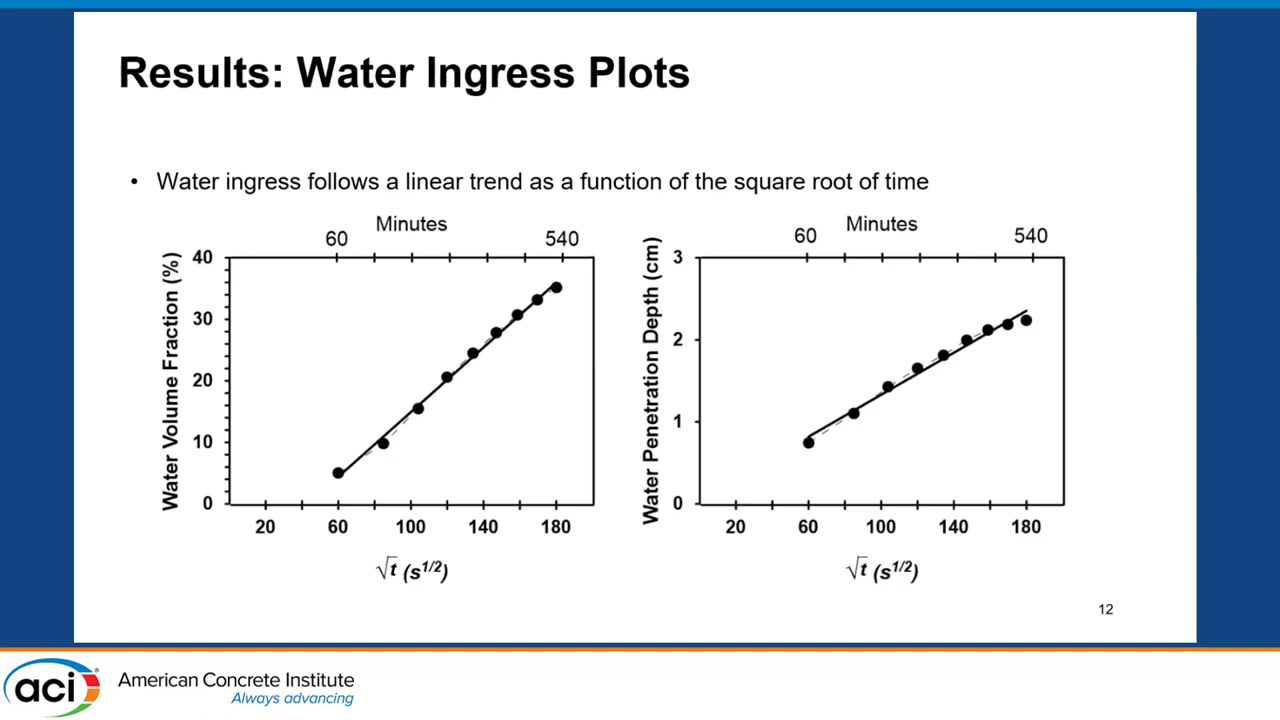 Results: Water Ingress Plots
• Water ingress follows a linear trend as a function of the square root of time
Minutes
60 540
Water Volume Fraction (%)
40
30
20
10
0
20 60 100 140 180
√t (s1/2)
Minutes
60 540
Water Penetration Depth (cm)
3
2
1
0
20 60 100 140 180
√t (s1/2)
12
aci®
American Concrete Institute
Always advancing